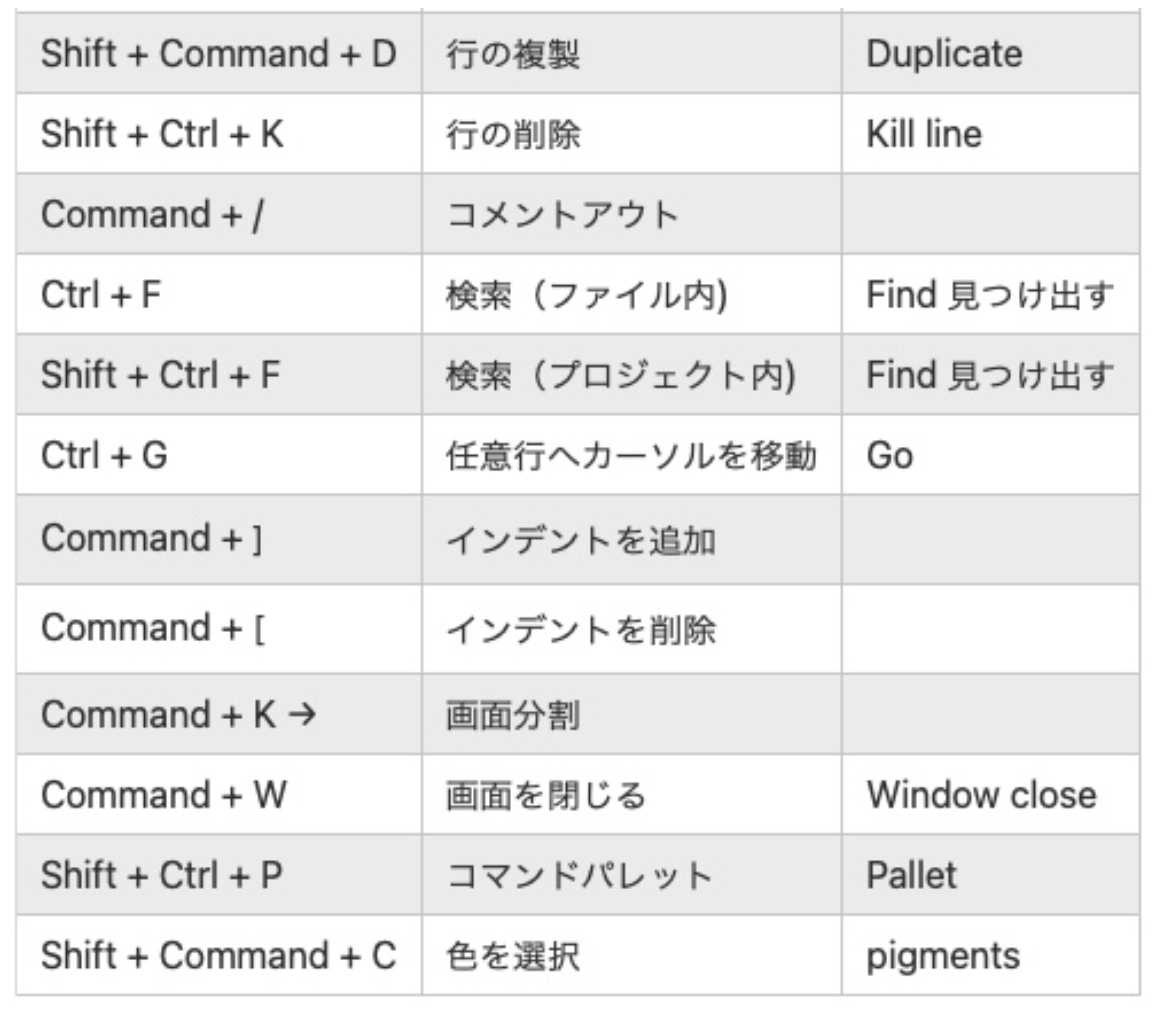 Shift + Command + D 行の複製 Duplicate
Shift + Ctrl + K 行の削除 Kill line
Command + / コメントアウト
Ctrl + F 検索（ファイル内) Find 見つけ出す
Shift + Ctrl + F 検索（プロジェクト内) Find 見つけ出す
Ctrl + G 任意行へカーソルを移動 Go
Command + ] インデントを追加
Command + [ インデントを削除
Command + K → 画面分割
Command + W 画面を閉じる Window close
Shift + Ctrl + P コマンドパレット Pallet
Shift + Command + C 色を選択 pigments